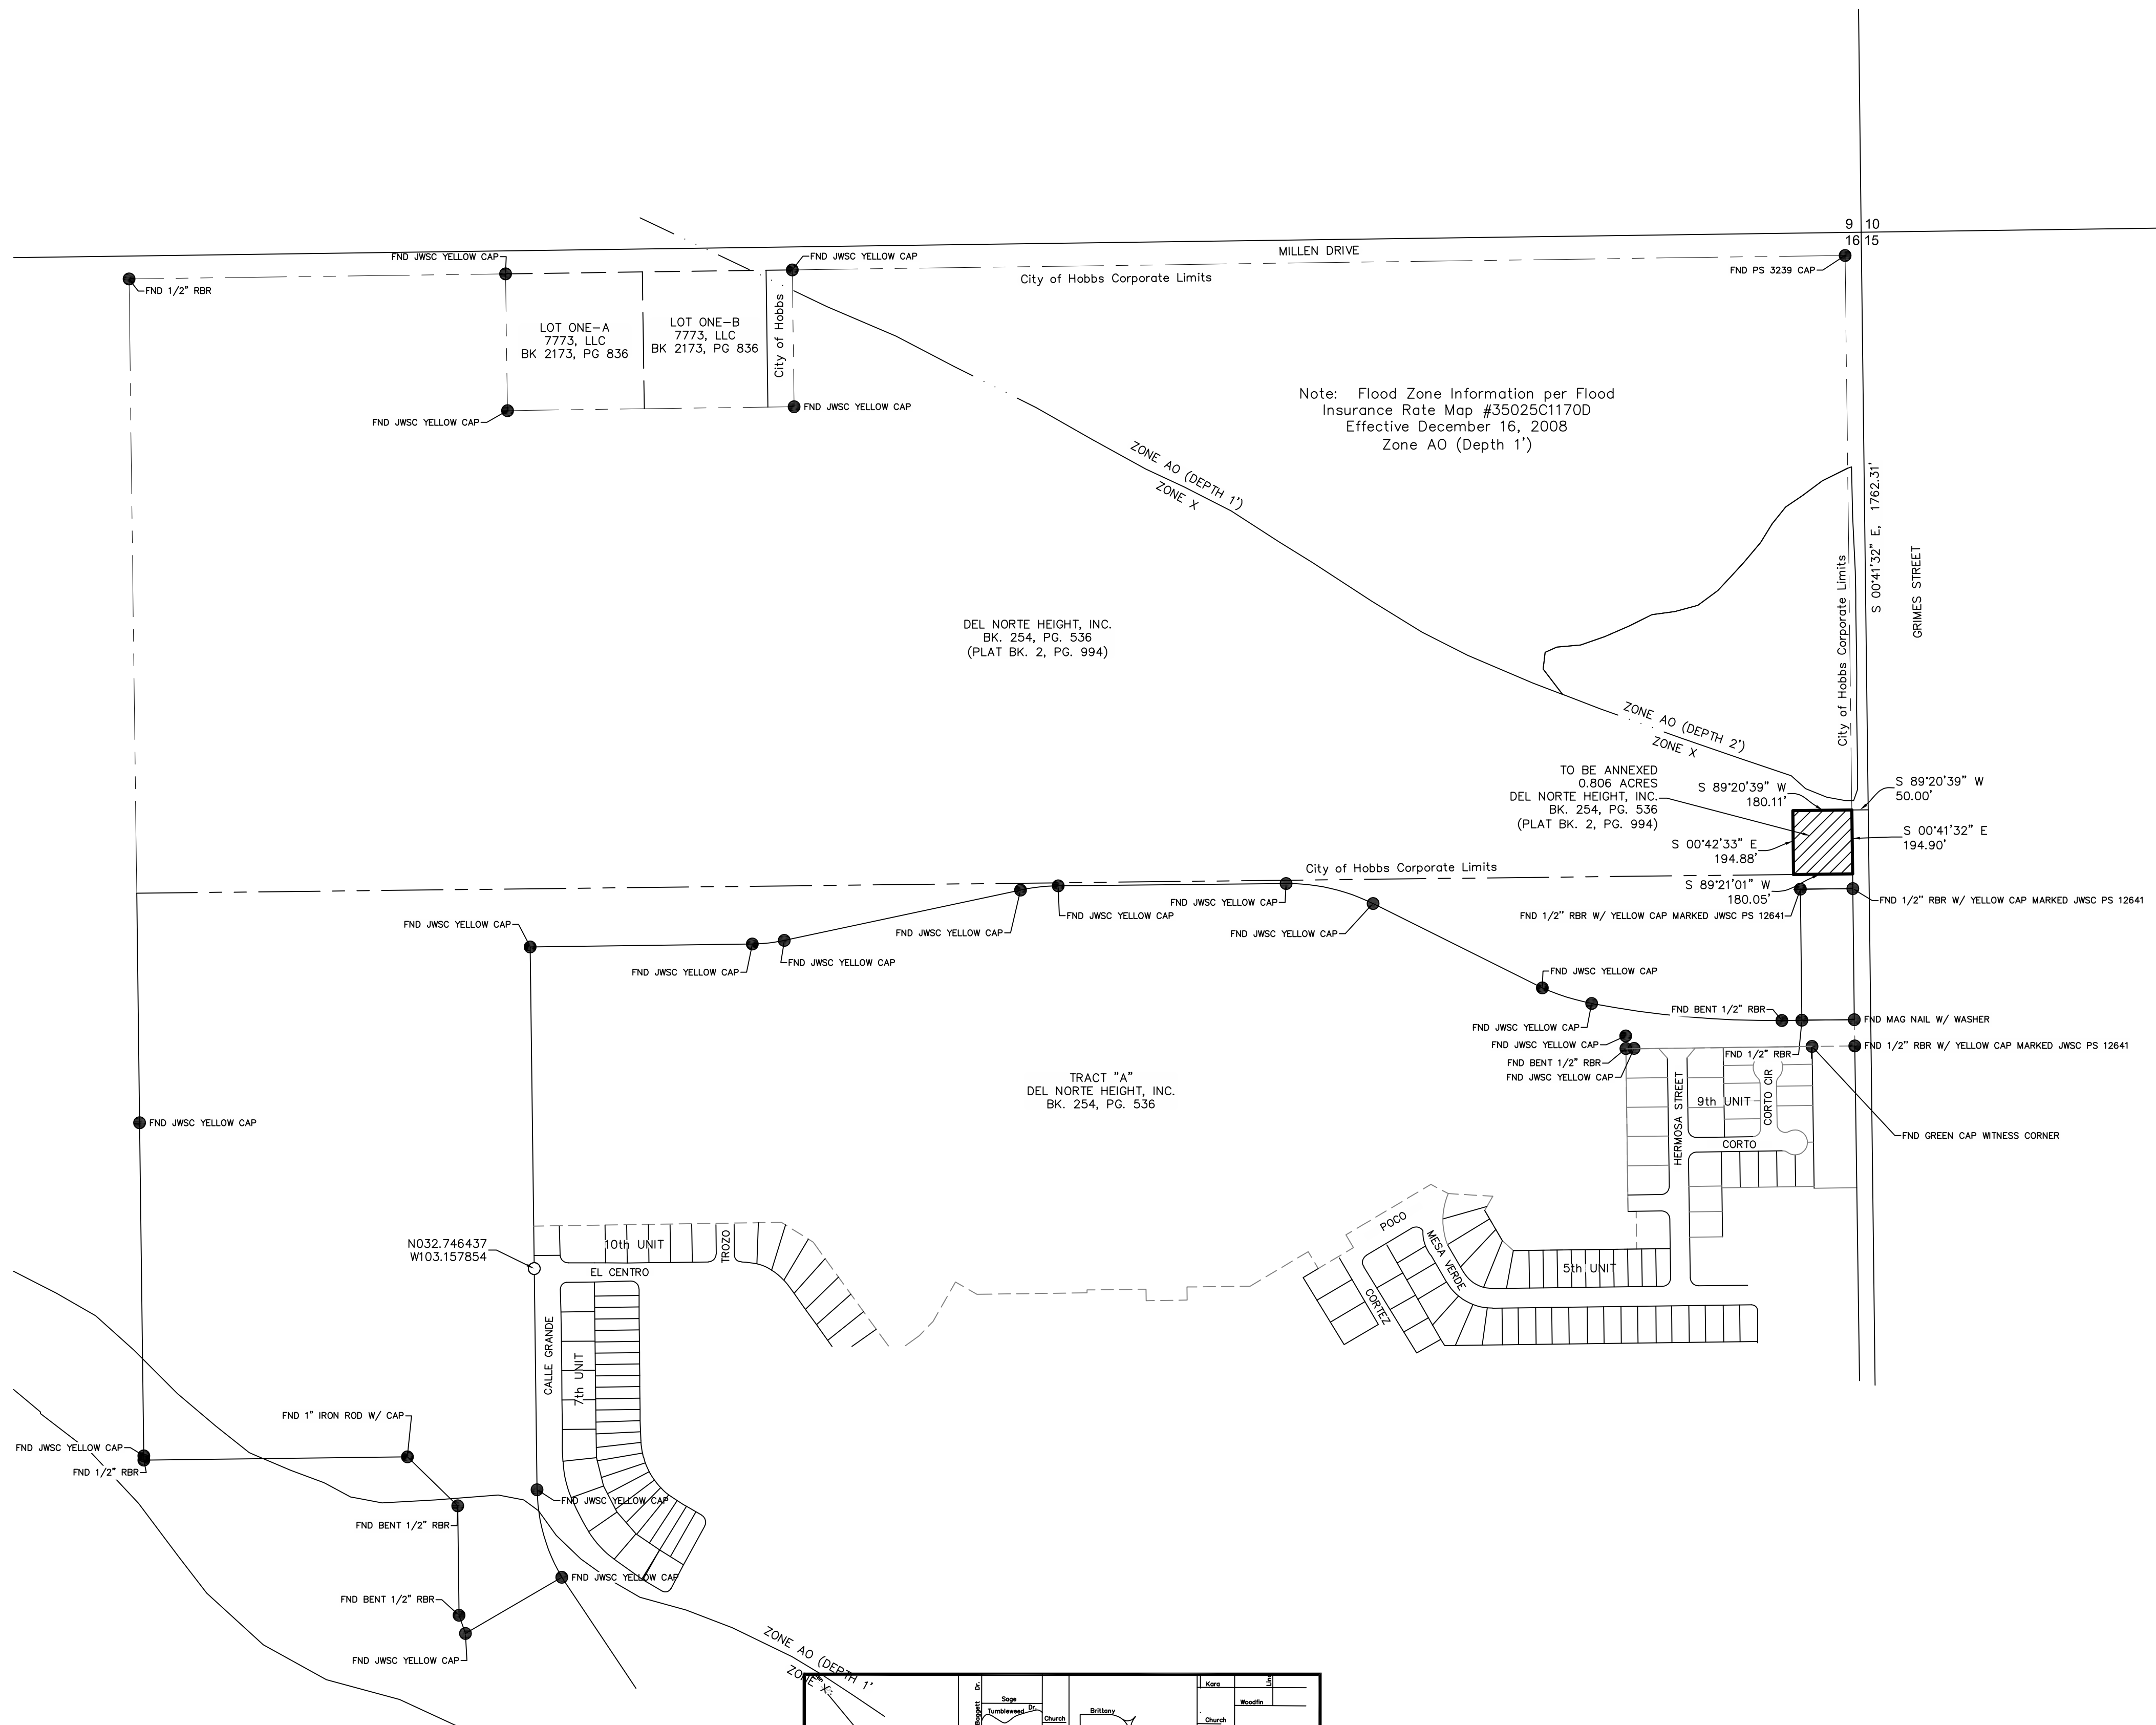 9 10
16 15
MILLEN DRIVE
FND JWSC YELLOW CAP
FND JWSC YELLOW CAP
FND PS 3239 CAP
City of Hobbs Corporate Limits
FND 1/2" RBR
LOT ONE-A
7773, LLC
BK 2173, PG 836
LOT ONE-B
7773, LLC
BK 2173, PG 836
City of Hobbs
FND JWSC YELLOW CAP
FND JWSC YELLOW CAP
Note: Flood Zone Information per Flood
Insurance Rate Map #35025C1170D
Effective December 16, 2008
Zone AO (Depth 1')
ZONE AO (DEPTH 1')
ZONE X
S 00°41'32" E, 1762.31'
GRIMES STREET
City of Hobbs Corporate Limits
DEL NORTE HEIGHT, INC.
BK. 254, PG. 536
(PLAT BK. 2, PG. 994)
ZONE AO (DEPTH 2')
ZONE X
TO BE ANNEXED
0.806 ACRES
DEL NORTE HEIGHT, INC.
BK. 254, PG. 536
(PLAT BK. 2, PG. 994)
S 89°20'39" W
180.11'
S 89°20'39" W
50.00'
S 00°41'32" E
194.90'
S 00°42'33" E
194.88'
S 89°21'01" W
180.05'
City of Hobbs Corporate Limits
FND 1/2" RBR W/ YELLOW CAP MARKED JWSC PS 12641
FND 1/2" RBR W/ YELLOW CAP MARKED JWSC PS 12641
FND JWSC YELLOW CAP
FND JWSC YELLOW CAP
FND JWSC YELLOW CAP
FND JWSC YELLOW CAP
FND JWSC YELLOW CAP
FND JWSC YELLOW CAP
FND JWSC YELLOW CAP
FND JWSC YELLOW CAP
FND JWSC YELLOW CAP
FND BENT 1/2" RBR
FND MAG NAIL W/ WASHER
FND JWSC YELLOW CAP
FND JWSC YELLOW CAP
FND BENT 1/2" RBR
FND JWSC YELLOW CAP
FND 1/2" RBR
FND 1/2" RBR W/ YELLOW CAP MARKED JWSC PS 12641
TRACT "A"
DEL NORTE HEIGHT, INC.
BK. 254, PG. 536
FND JWSC YELLOW CAP
HERMOSA STREET
9th UNIT
CORTO CIR
CORTO
FND GREEN CAP WITNESS CORNER
N032.746437
W103.157854
10th UNIT
TROZO
EL CENTRO
CALLE GRANDE
7th UNIT
POCO
MESA VERDE
CORTEZ
5th UNIT
FND 1" IRON ROD W/ CAP
FND JWSC YELLOW CAP
FND 1/2" RBR
FND JWSC YELLOW CAP
FND BENT 1/2" RBR
FND JWSC YELLOW CAP
FND BENT 1/2" RBR
FND JWSC YELLOW CAP
ZONE AO (DEPTH 1'
ZONE X
Baggett Dr.
Sage
Tumbleweed Dr.
Church
Brittany
Kara
Woodfin
Church